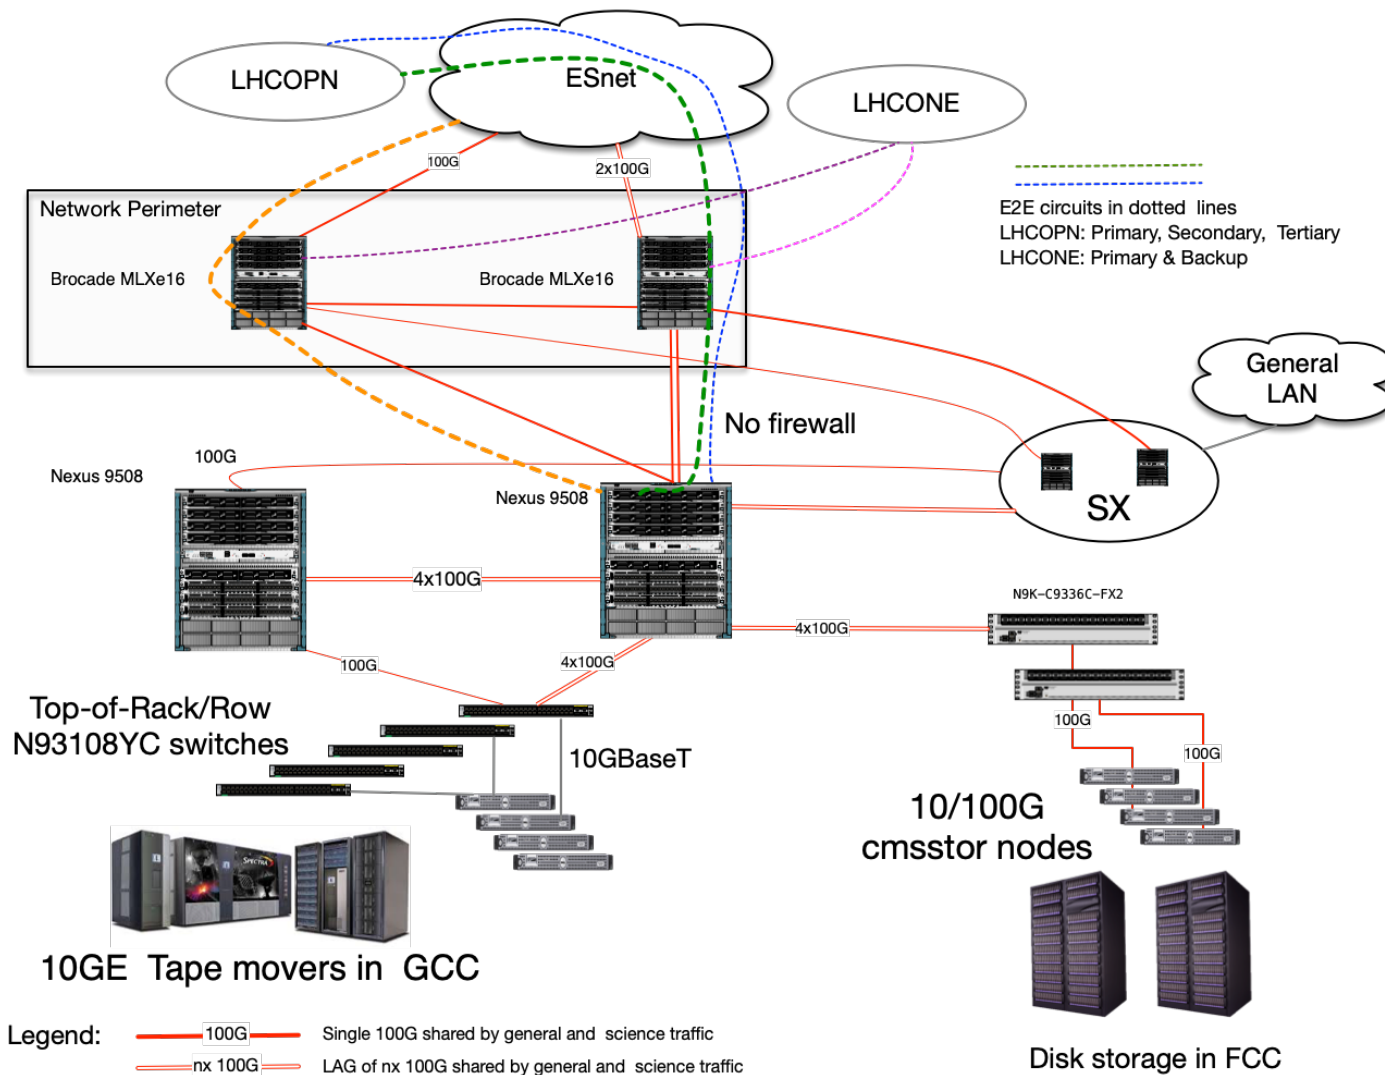 LHCOPN
ESnet
LHCONE
100G
2x100G
E2E circuits in dotted lines
LHCOPN: Primary, Secondary, Tertiary
LHCONE: Primary & Backup
Network Perimeter
Brocade MLXe16
Brocade MLXe16
General
LAN
No firewall
100G
Nexus 9508
Nexus 9508
SX
4x100G
N9K-C9336C-FX2
4x100G
100G
4x100G
Top-of-Rack/Row
N93108YC switches
10GBaseT
100G
100G
10/100G
cmsstor nodes
SPECTRA
10GE Tape movers in GCC
Disk storage in FCC
Legend:
100G
Single 100G shared by general and science traffic
nx 100G
LAG of nx 100G shared by general and science traffic